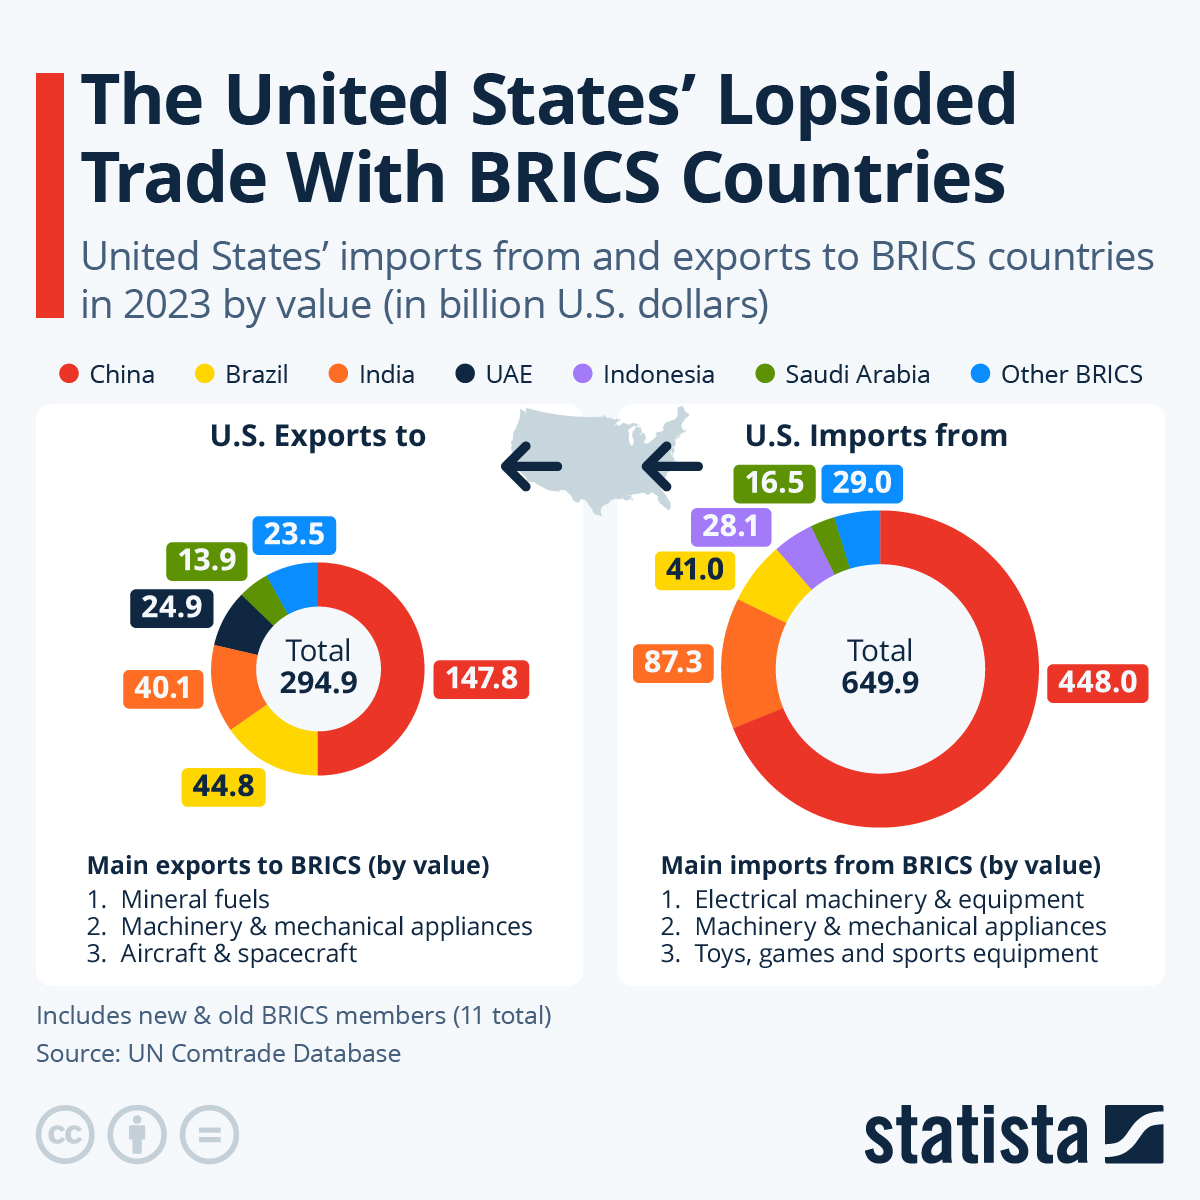 The United States’ Lopsided
Trade With BRICS Countries
United States’ imports from and exports to BRICS countries
in 2023 by value (in billion U.S. dollars)
China Brazil India UAE Indonesia Saudi Arabia Other BRICS
U.S. Exports to
23.5
13.9
24.9
40.1
44.8
147.8
Total
294.9
Main exports to BRICS (by value)
1. Mineral fuels
2. Machinery & mechanical appliances
3. Aircraft & spacecraft
U.S. Imports from
16.5
29.0
28.1
41.0
87.3
448.0
Total
649.9
Main imports from BRICS (by value)
1. Electrical machinery & equipment
2. Machinery & mechanical appliances
3. Toys, games and sports equipment
Includes new & old BRICS members (11 total)
Source: UN Comtrade Database
cc
statista